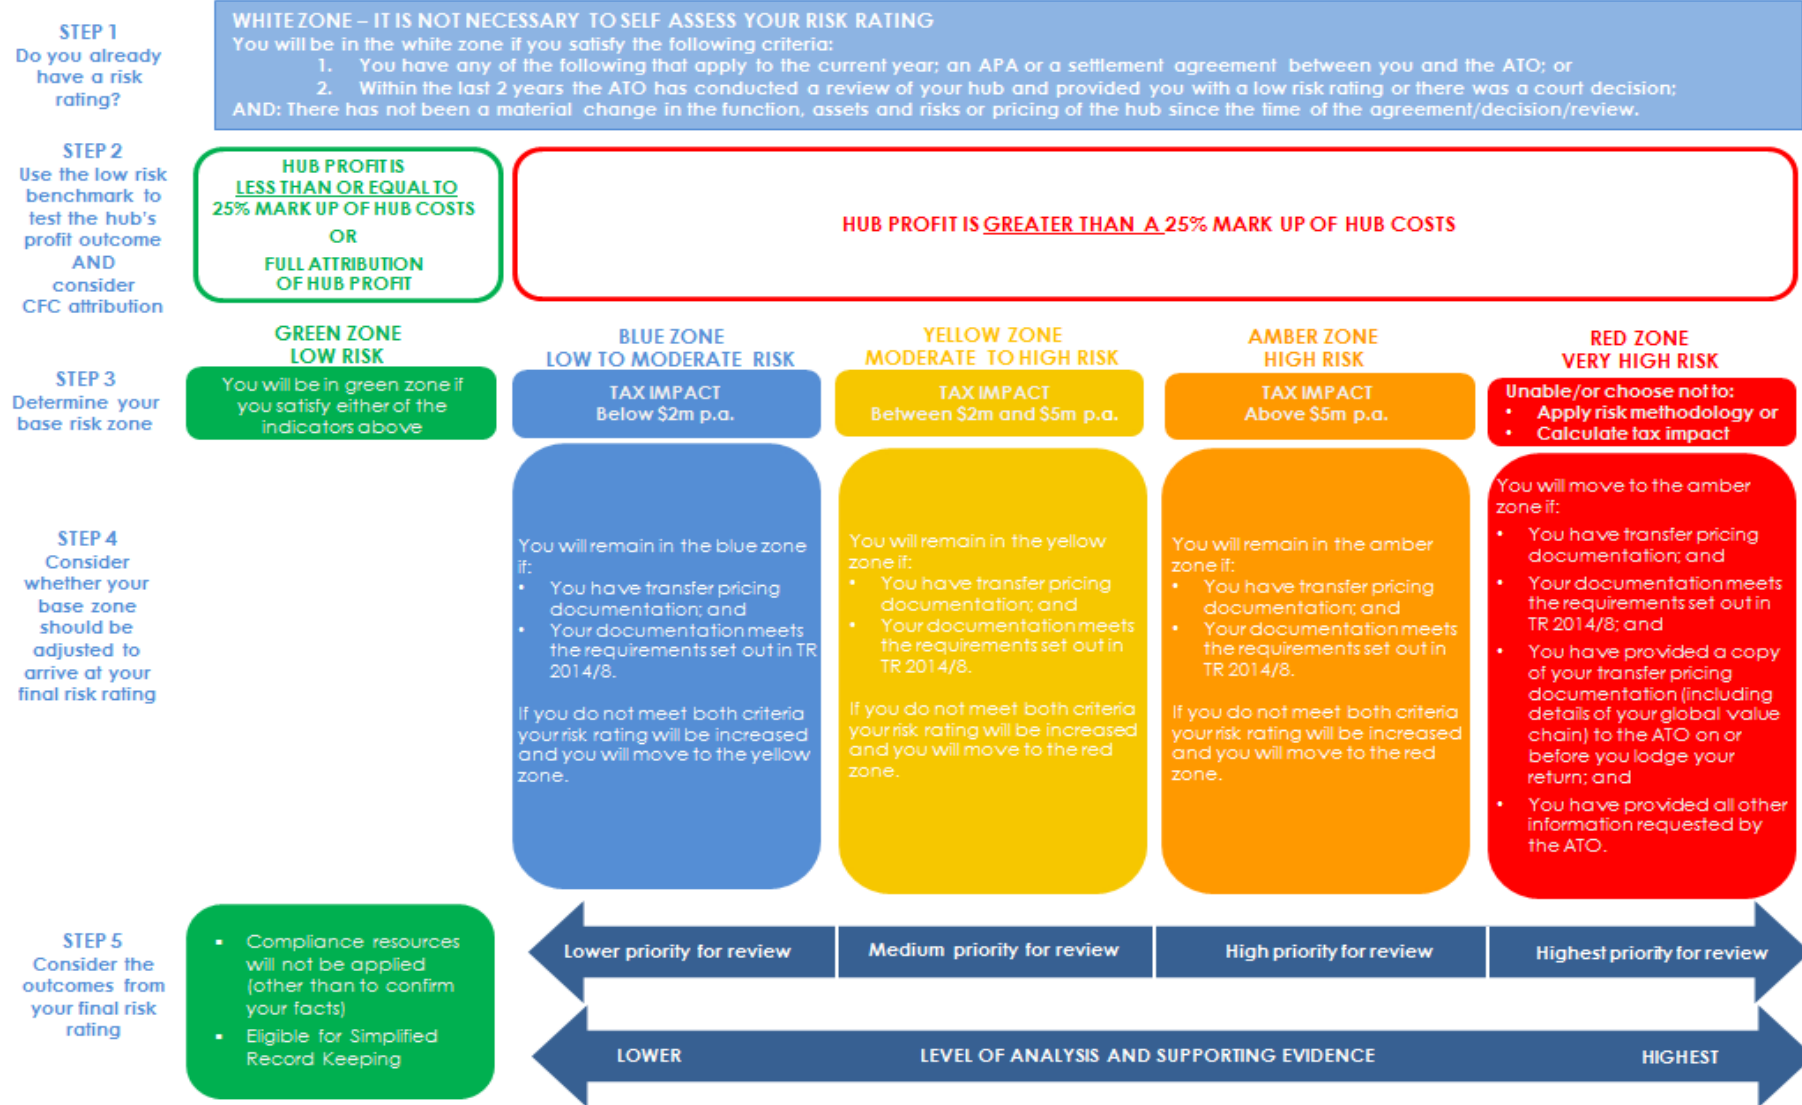 STEP 1
Do you already
have a risk
rating?
WHITE ZONE – IT IS NOT NECESSARY TO SELF ASSESS YOUR RISK RATING
You will be in the white zone if you satisfy the following criteria:
1. You have any of the following that apply to the current year; an APA or a settlement agreement between you and the ATO; or
2. Within the last 2 years the ATO has conducted a review of your hub and provided you with a low risk rating or there was a court decision;
AND: There has not been a material change in the function, assets and risks or pricing of the hub since the time of the agreement/decision/review.
STEP 2
Use the low risk
benchmark to
test the hub's
profit outcome
AND
consider
CFC attribution
HUB PROFIT IS
LESS THAN OR EQUAL TO
25% MARK UP OF HUB COSTS
OR
FULL ATTRIBUTION
OF HUB PROFIT
HUB PROFIT IS GREATER THAN A 25% MARK UP OF HUB COSTS
GREEN ZONE
LOW RISK
BLUE ZONE
LOW TO MODERATE RISK
YELLOW ZONE
MODERATE TO HIGH RISK
AMBER ZONE
HIGH RISK
RED ZONE
VERY HIGH RISK
STEP 3
Determine your
base risk zone
You will be in green zone if
you satisfy either of the
indicators above
TAX IMPACT
Below $2m p.a.
TAX IMPACT
Between $2m and $5m p.a.
TAX IMPACT
Above $5m p.a.
Unable/or choose not to:
• Apply risk methodology or
• Calculate tax impact
STEP 4
Consider
whether your
base zone
should be
adjusted to
arrive at your
final risk rating
You will remain in the blue zone
if:
• You have transfer pricing
documentation; and
• Your documentation meets
the requirements set out in TR
2014/8.
If you do not meet both criteria
your risk rating will be increased
and you will move to the yellow
zone.
You will remain in the yellow
zone if:
• You have transfer pricing
documentation; and
• Your documentation meets
the requirements set out in
TR 2014/8.
If you do not meet both criteria
your risk rating will be increased
and you will move to the red
zone.
You will remain in the amber
zone if:
• You have transfer pricing
documentation; and
• Your documentation meets
the requirements set out in
TR 2014/8.
If you do not meet both criteria
your risk rating will be increased
and you will move to the red
zone.
You will move to the amber
zone if:
• You have transfer pricing
documentation; and
• Your documentation meets
the requirements set out in
TR 2014/8; and
• You have provided a copy
of your transfer pricing
documentation (including
details of your global value
chain) to the ATO on or
before you lodge your
return; and
• You have provided all other
information requested by
the ATO.
STEP 5
Consider the
outcomes from
your final risk
rating
▪ Compliance resources
will not be applied
(other than to confirm
your facts)
▪ Eligible for Simplified
Record Keeping
Lower priority for review
Medium priority for review
High priority for review
Highest priority for review
LOWER
LEVEL OF ANALYSIS AND SUPPORTING EVIDENCE
HIGHEST